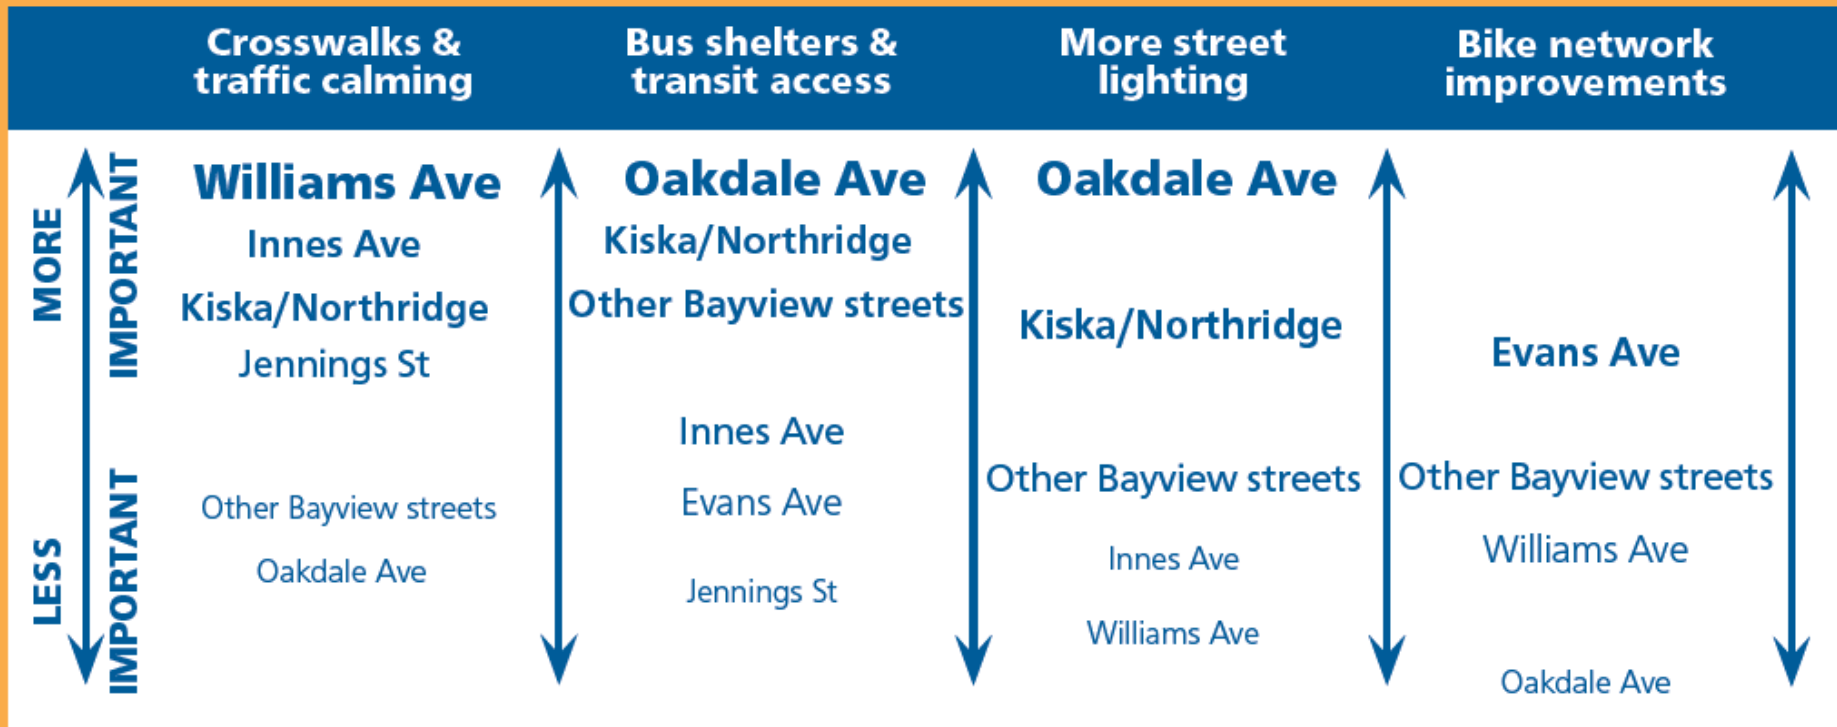 Crosswalks &
traffic calming
Bus shelters &
transit access
More street
lighting
Bike network
improvements
MORE
IMPORTANT
LESS
IMPORTANT
Williams Ave
Innes Ave
Kiska/Northridge
Jennings St
Other Bayview streets
Oakdale Ave
Oakdale Ave
Kiska/Northridge
Other Bayview streets
Innes Ave
Evans Ave
Jennings St
Oakdale Ave
Kiska/Northridge
Other Bayview streets
Innes Ave
Williams Ave
Evans Ave
Other Bayview streets
Williams Ave
Oakdale Ave